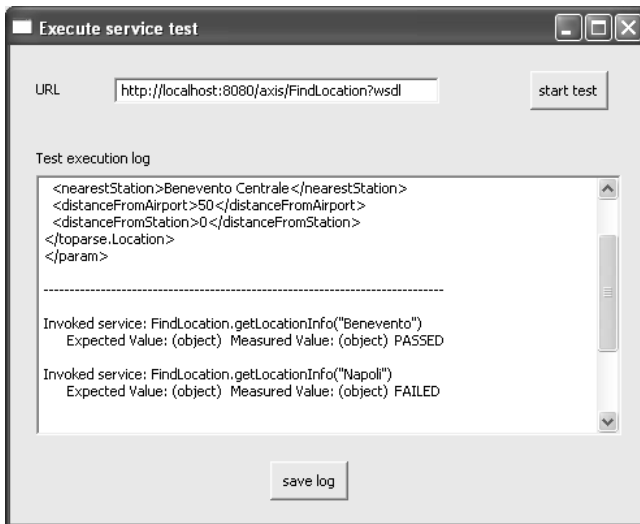 Execute service test
URL http://localhost:8080/axis/FindLocation?wsdl start test
Test execution log
<nearestStation>Benevento Centrale</nearestStation>
<distanceFromAirport>50</distanceFromAirport>
<distanceFromStation>0</distanceFromStation>
</toparse.Location>
</param>
-----------------------------------------------------------------------------
Invoked service: FindLocation.getLocationInfo("Benevento")
Expected Value: (object) Measured Value: (object) PASSED
Invoked service: FindLocation.getLocationInfo("Napoli")
Expected Value: (object) Measured Value: (object) FAILED
save log